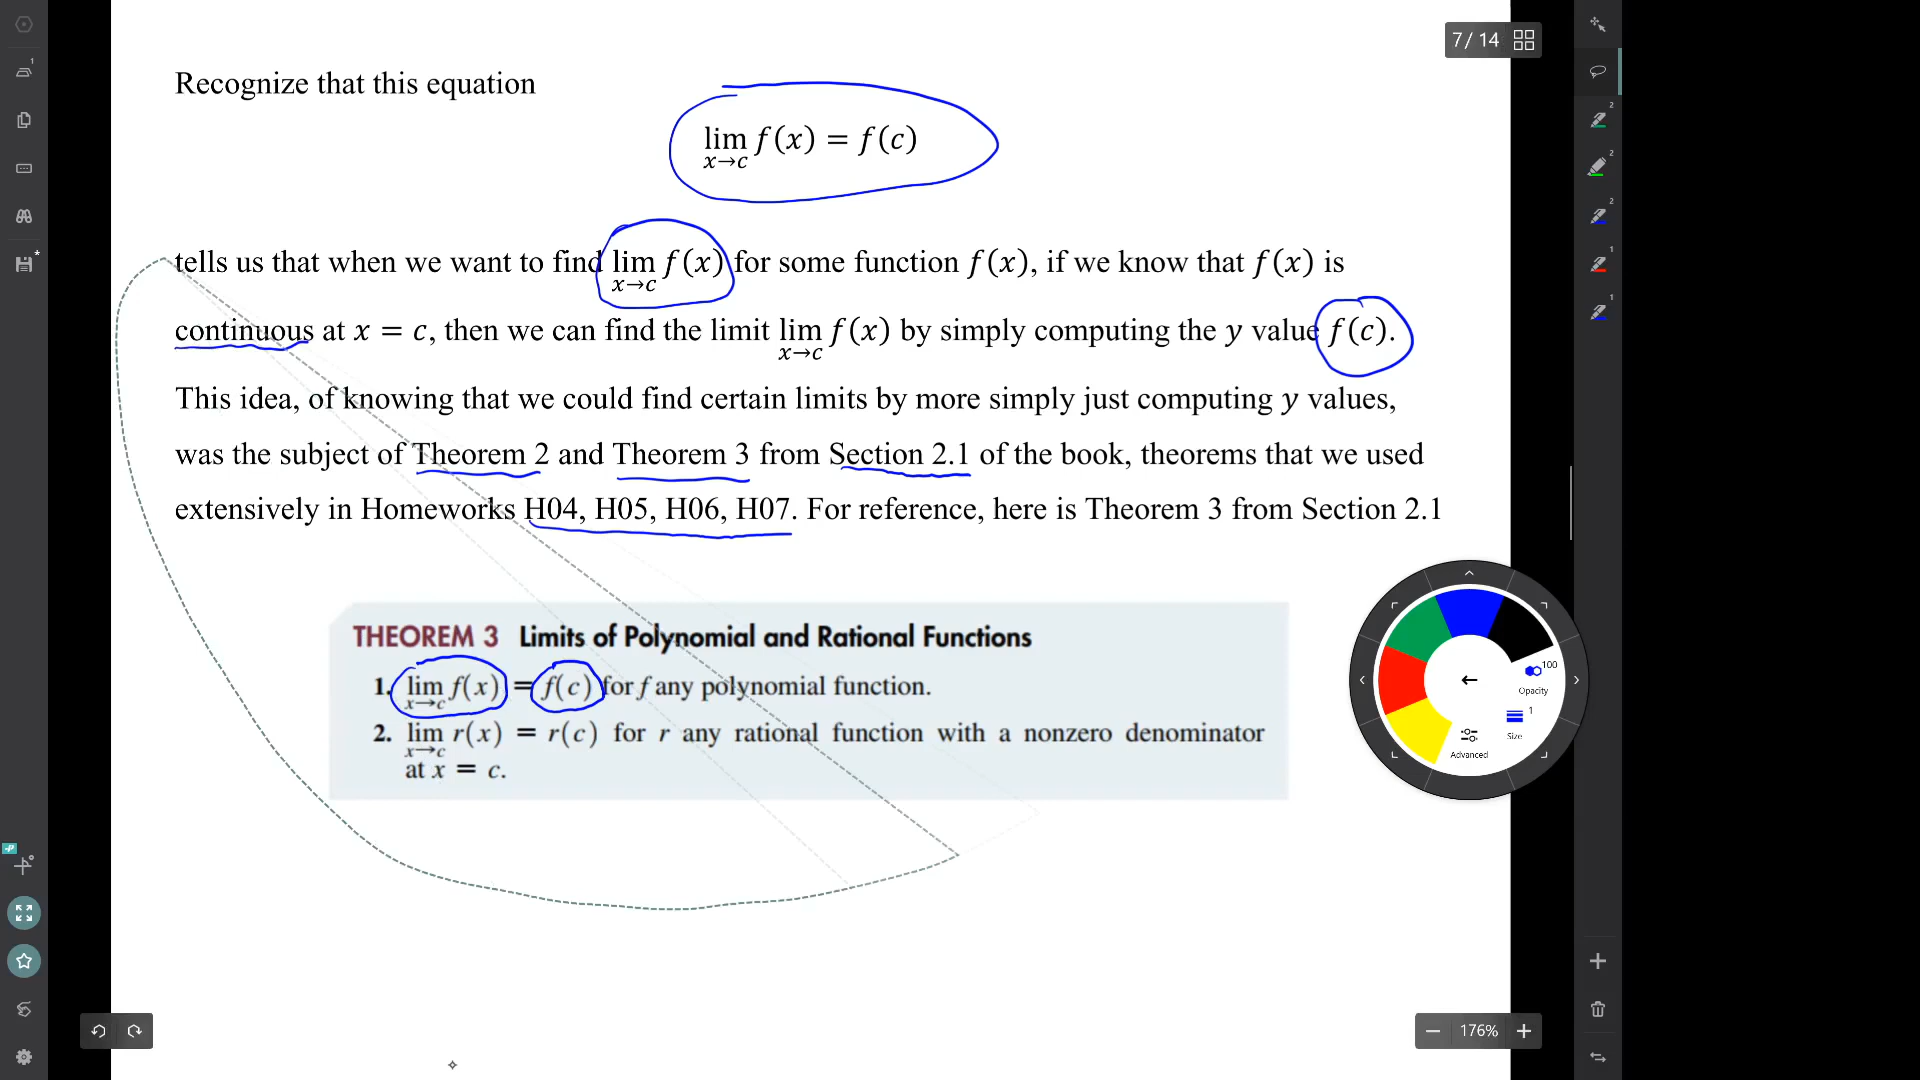 7 / 14
Recognize that this equation
lim f(x) = f(c)
x→c
tells us that when we want to find lim f(x) for some function f(x), if we know that f(x) is
x→c
continuous at x = c, then we can find the limit lim f(x) by simply computing the y value f(c).
x→c
This idea, of knowing that we could find certain limits by more simply just computing y values,
was the subject of Theorem 2 and Theorem 3 from Section 2.1 of the book, theorems that we used
extensively in Homeworks H04, H05, H06, H07. For reference, here is Theorem 3 from Section 2.1
THEOREM 3 Limits of Polynomial and Rational Functions
1. lim f(x) = f(c) for f any polynomial function.
x→c
2. lim r(x) = r(c) for r any rational function with a nonzero denominator
x→c
at x = c.
100
Opacity
1
Size
Advanced
176%
1
2
2
2
1
1